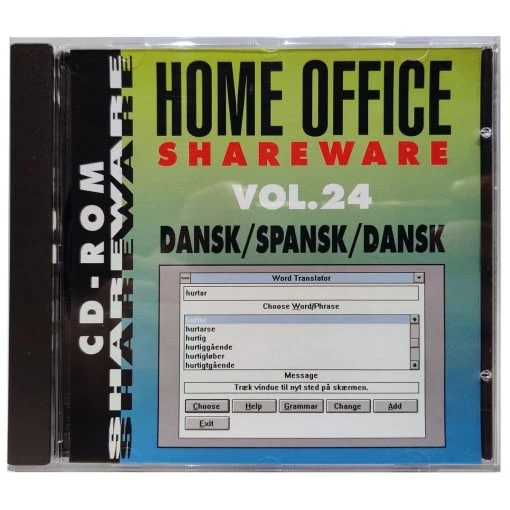 CD-ROM
SHAREWARE
HOME OFFICE
SHAREWARE
VOL.24
DANSK/SPANSK/DANSK
Word Translator
hurtar
Choose Word/Phrase
hurtar
hurtarse
hurtig
hurtiggående
hurtigløber
hurtigtgående
Message
Træk vindue til nyt sted på skærmen.
Choose Help Grammar Change Add
Exit